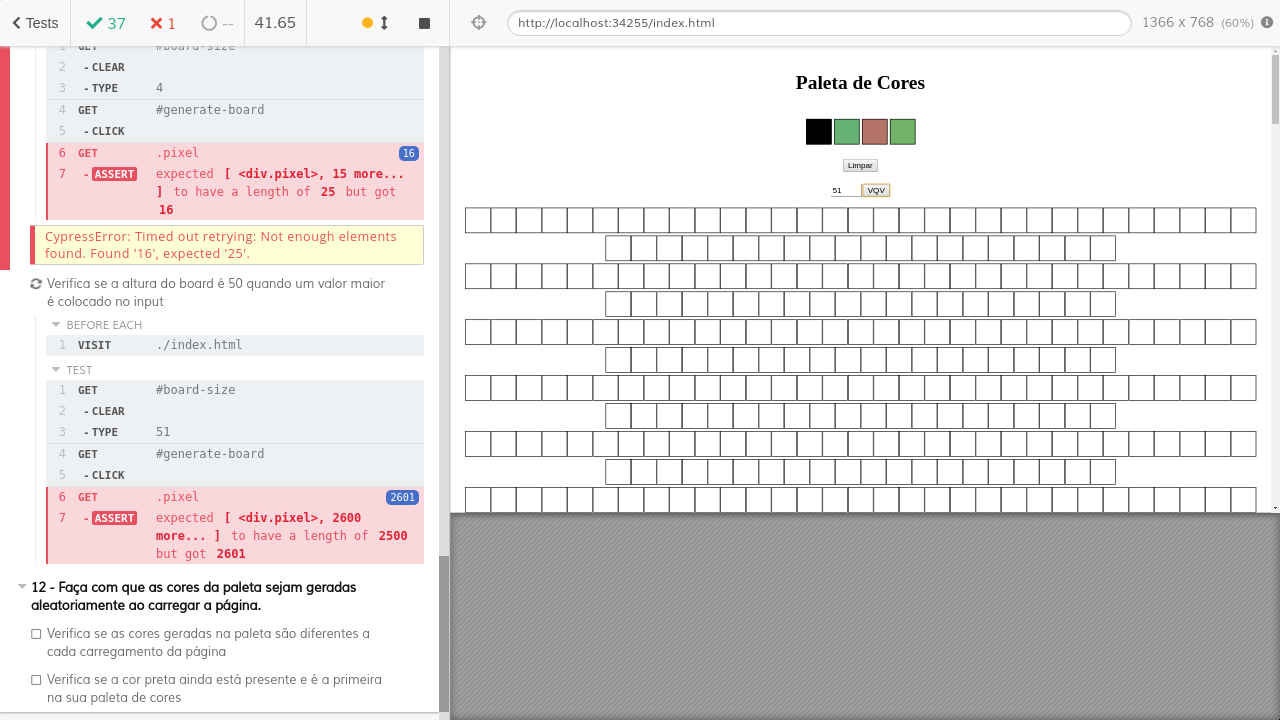 Tests 37 1 -- 41.65
http://localhost:34255/index.html 1366 x 768 (60%)
1 GET #board-size
2 - CLEAR
3 - TYPE 4
4 GET #generate-board
5 - CLICK
6 GET .pixel 16
7 - ASSERT expected [ <div.pixel>, 15 more...
] to have a length of 25 but got
16
CypressError: Timed out retrying: Not enough elements
found. Found '16', expected '25'.
Verifica se a altura do board é 50 quando um valor maior
é colocado no input
BEFORE EACH
1 VISIT ./index.html
TEST
1 GET #board-size
2 - CLEAR
3 - TYPE 51
4 GET #generate-board
5 - CLICK
6 GET .pixel 2601
7 - ASSERT expected [ <div.pixel>, 2600
more... ] to have a length of 2500
but got 2601
12 - Faça com que as cores da paleta sejam geradas
aleatoriamente ao carregar a página.
Verifica se as cores geradas na paleta são diferentes a
cada carregamento da página
Verifica se a cor preta ainda está presente e é a primeira
na sua paleta de cores
Paleta de Cores
Limpar
51 VQV